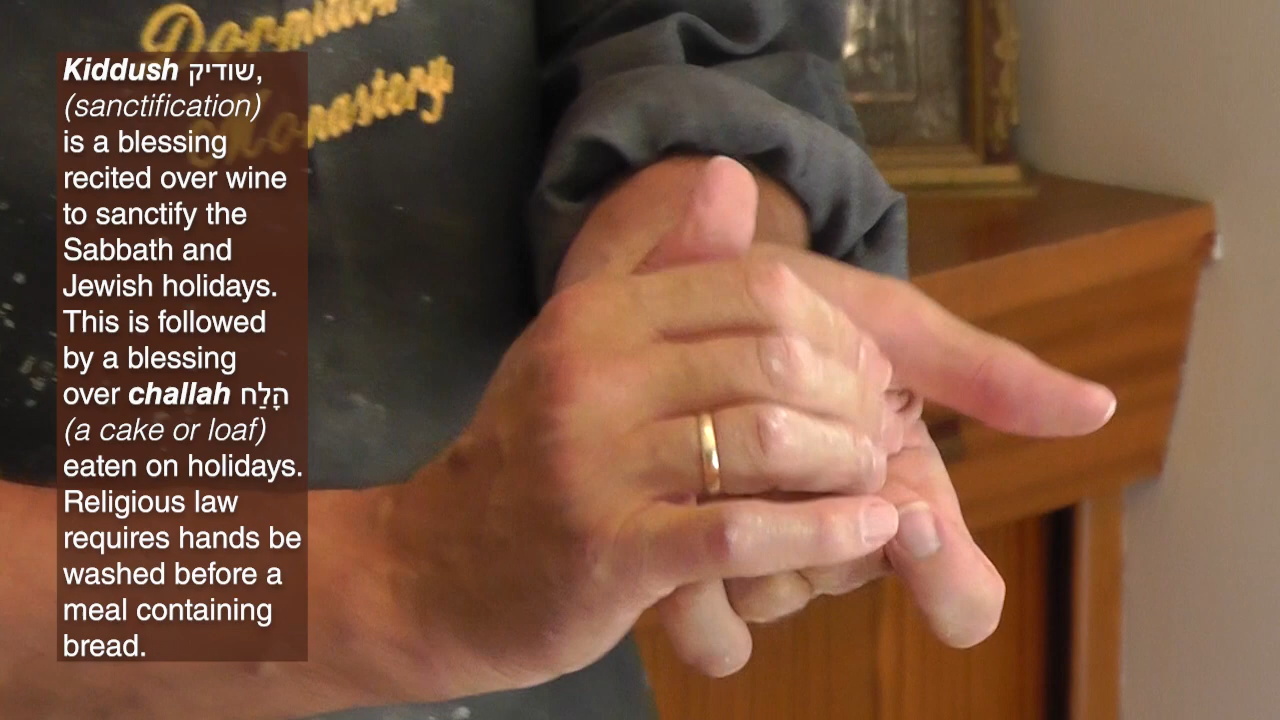 Dormition
Monastery
Kiddush שודיק,
(sanctification)
is a blessing
recited over wine
to sanctify the
Sabbath and
Jewish holidays.
This is followed
by a blessing
over challah הָלַח
(a cake or loaf)
eaten on holidays.
Religious law
requires hands be
washed before a
meal containing
bread.